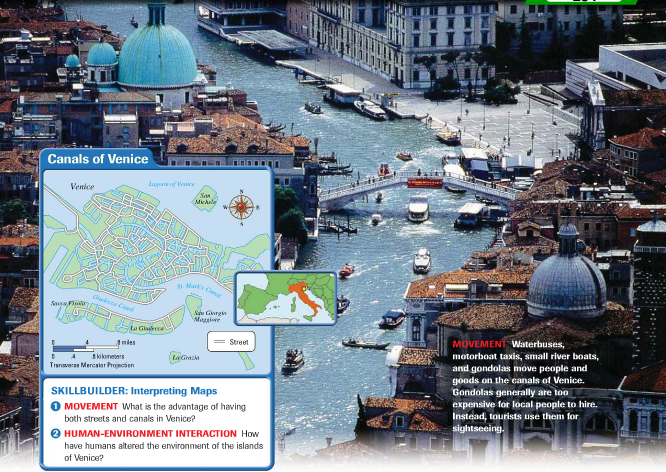 Canals of Venice
Venice
Lagoon of Venice
San
Michele
N
W E
S
St. Mark's Canal
Sacca Fisola
Giudecca Canal
San Giorgio
Maggiore
La Giudecca
La Grazia
Street
0 .4 .8 miles
0 .4 .8 kilometers
Transverse Mercator Projection
SKILLBUILDER: Interpreting Maps
1 MOVEMENT What is the advantage of having
both streets and canals in Venice?
2 HUMAN-ENVIRONMENT INTERACTION How
have humans altered the environment of the islands
of Venice?
MOVEMENT Waterbuses,
motorboat taxis, small river boats,
and gondolas move people and
goods on the canals of Venice.
Gondolas generally are too
expensive for local people to hire.
Instead, tourists use them for
sightseeing.